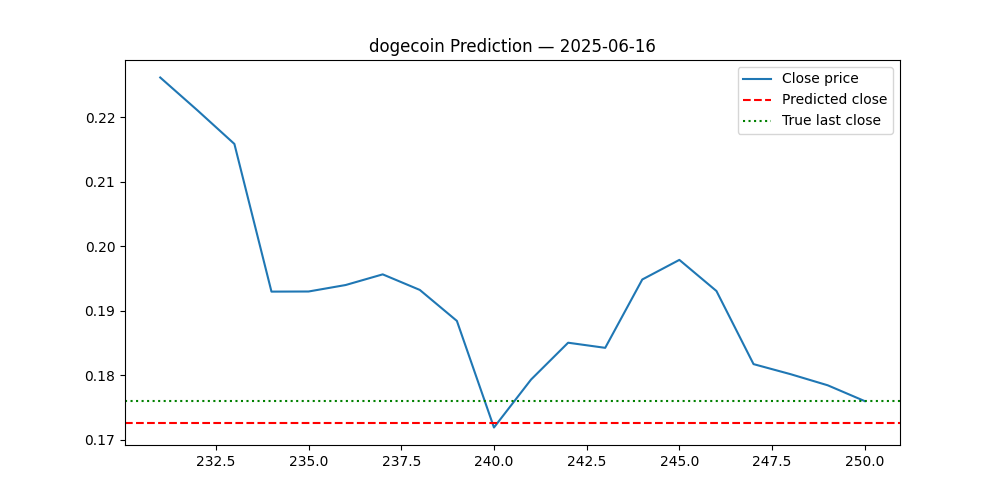 dogecoin Prediction — 2025-06-16
Close price
Predicted close
True last close
0.22
0.21
0.20
0.19
0.18
0.17
232.5 235.0 237.5 240.0 242.5 245.0 247.5 250.0